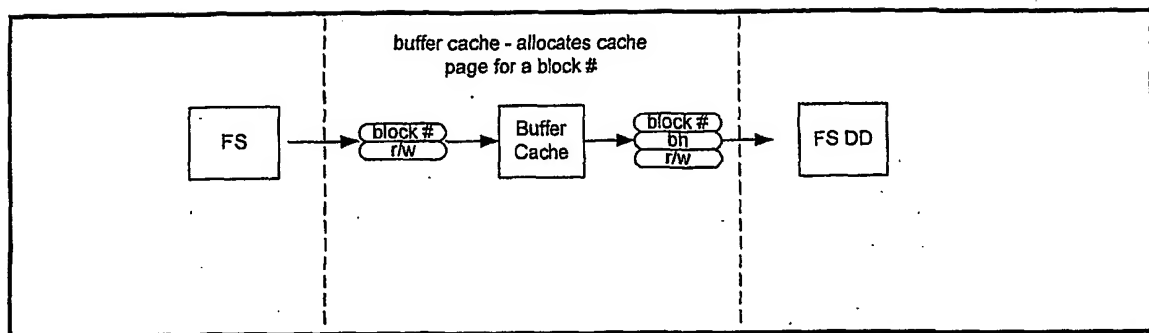 buffer cache - allocates cache
page for a block #
FS
block #
r/w
Buffer
Cache
block #
bh
r/w
FS DD